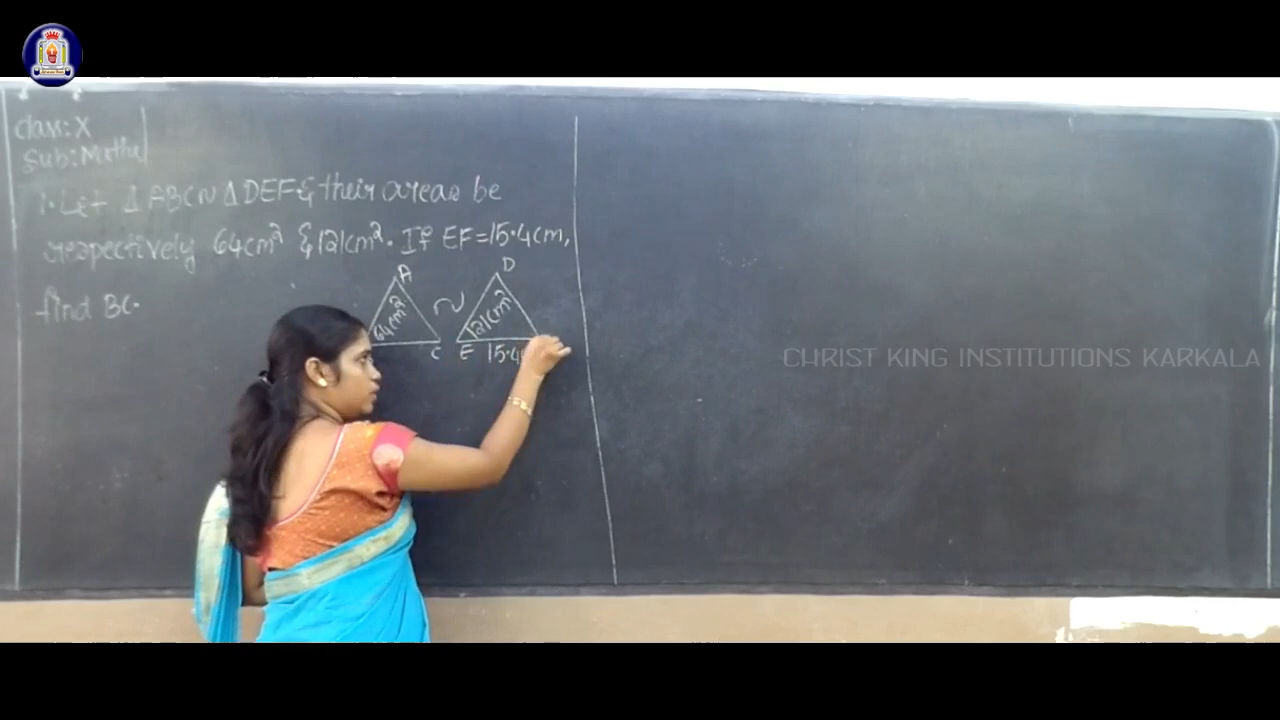 Class: X
Sub: Maths
1. Let Δ ABC ~ Δ DEF & their areas be
respectively 64cm² & 121cm². If EF=15.4cm,
find BC.
A
D
64cm²
~
121cm²
C
E
15.4
CHRIST KING INSTITUTIONS KARKALA